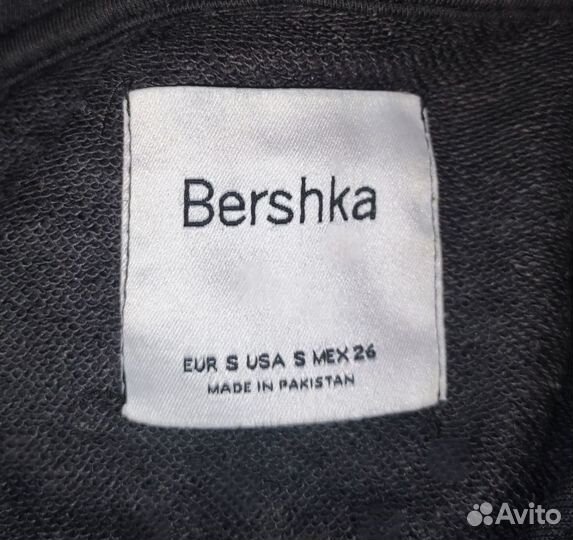 Bershka
EUR S USA S MEX 26
MADE IN PAKISTAN
Avito